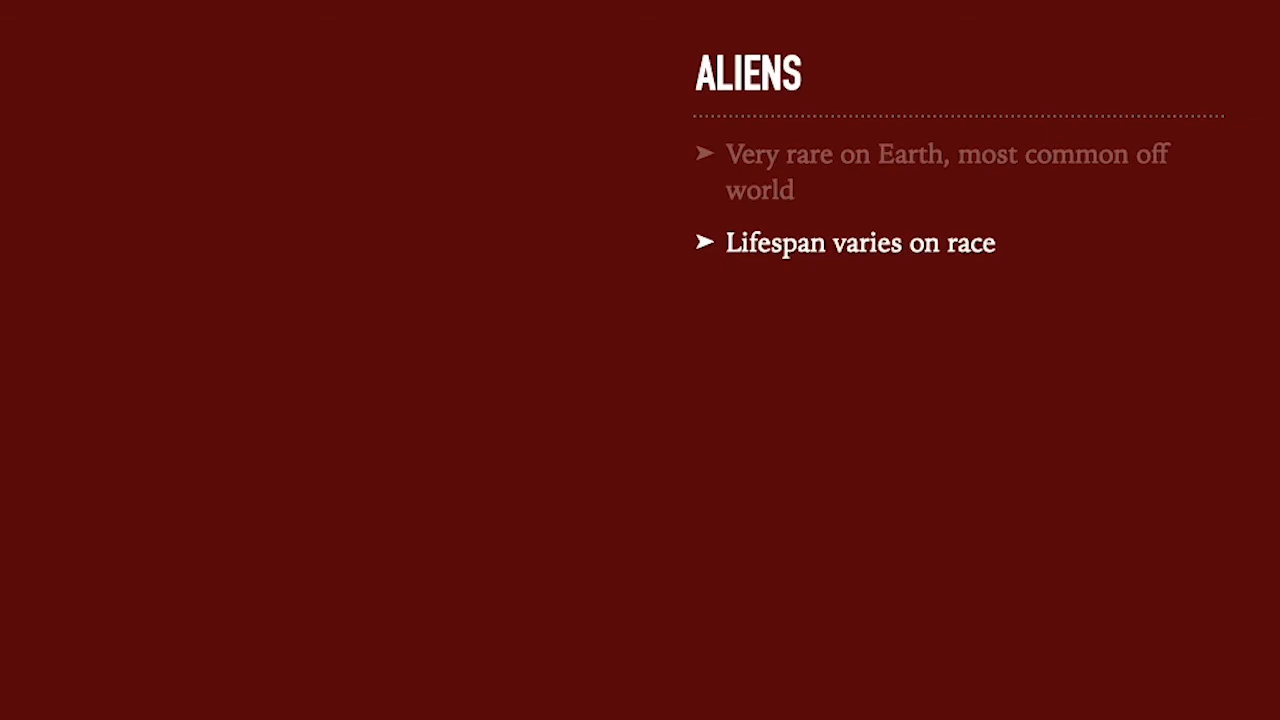 ALIENS
➤ Very rare on Earth, most common off
world
➤ Lifespan varies on race